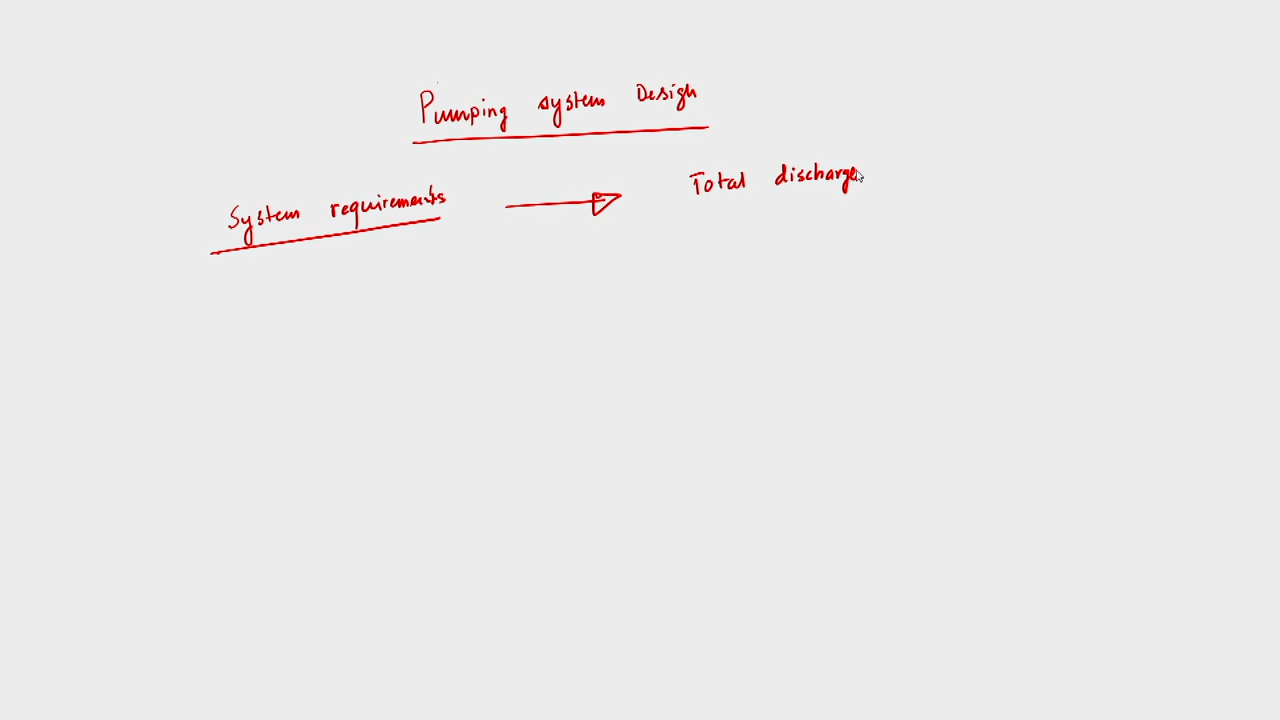 Pumping system Design
System requirements
Total discharge